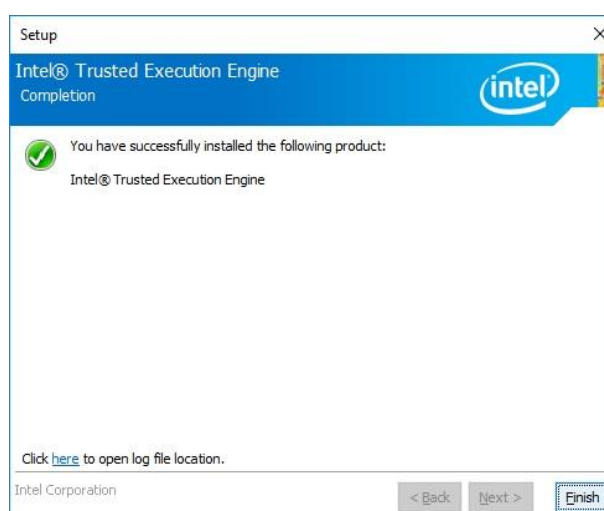 Setup
Intel® Trusted Execution Engine
Completion
intel
You have successfully installed the following product:
Intel® Trusted Execution Engine
Click here to open log file location.
Intel Corporation
< Back Next > Finish